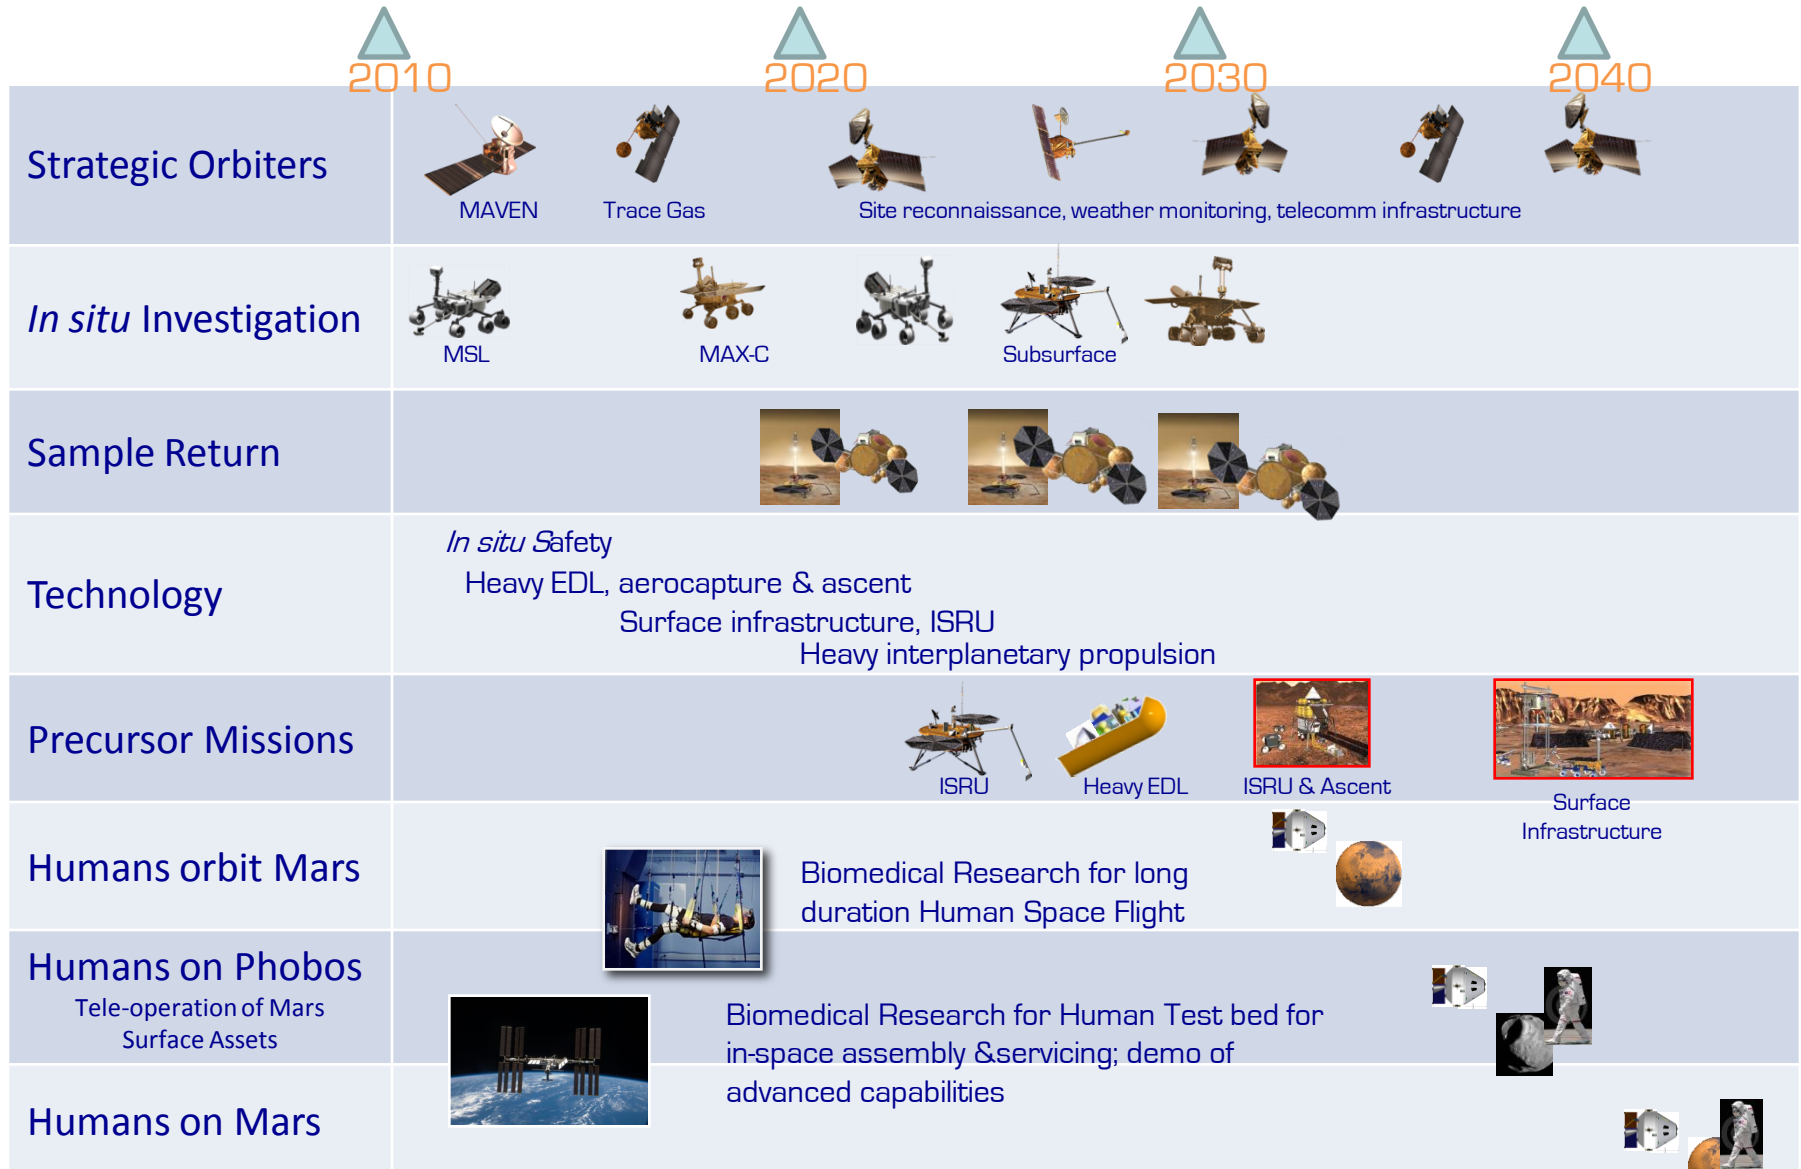 2010 2020 2030 2040
Strategic Orbiters
MAVEN Trace Gas Site reconnaissance, weather monitoring, telecomm infrastructure
In situ Investigation
MSL MAX-C Subsurface
Sample Return
Technology
In situ Safety
Heavy EDL, aerocapture & ascent
Surface infrastructure, ISRU
Heavy interplanetary propulsion
Precursor Missions
ISRU Heavy EDL ISRU & Ascent
Surface
Infrastructure
Humans orbit Mars
Biomedical Research for long
duration Human Space Flight
Humans on Phobos
Tele-operation of Mars
Surface Assets
Biomedical Research for Human Test bed for
in-space assembly &servicing; demo of
advanced capabilities
Humans on Mars